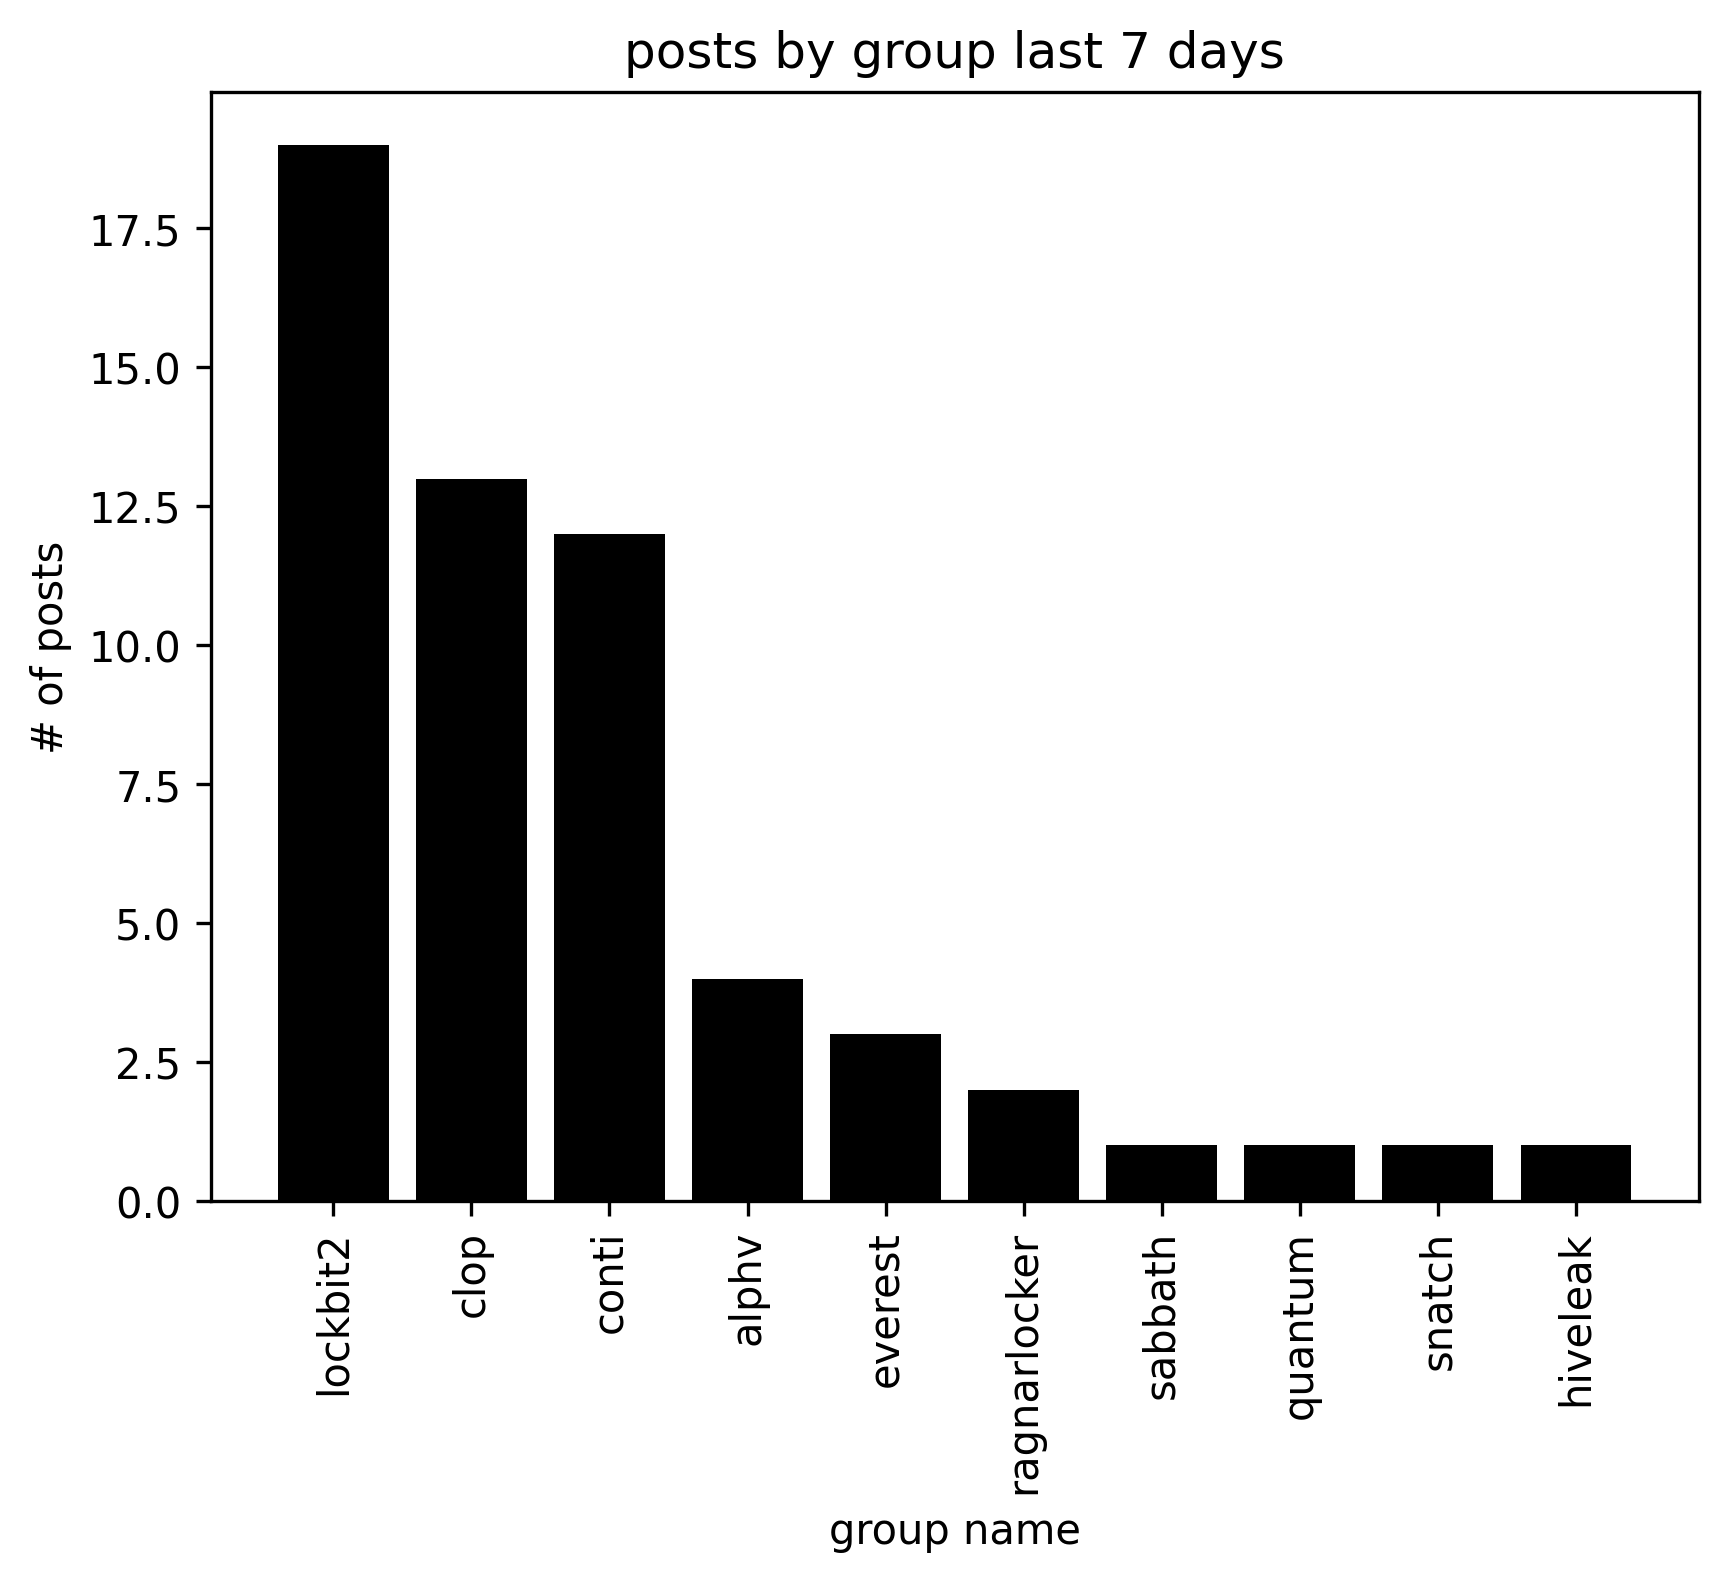 posts by group last 7 days
# of posts
17.5
15.0
12.5
10.0
7.5
5.0
2.5
0.0
lockbit2
clop
conti
alphv
everest
ragnarlocker
sabbath
quantum
snatch
hiveleak
group name